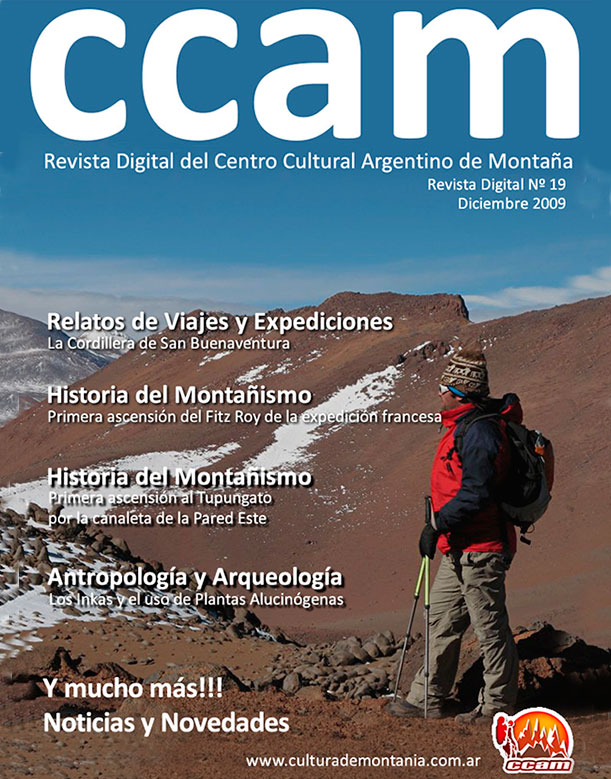 ccam
Revista Digital del Centro Cultural Argentino de Montaña
Revista Digital Nº 19
Diciembre 2009
Relatos de Viajes y Expediciones
La Cordillera de San Buenaventura
Historia del Montañismo
Primera ascensión del Fitz Roy de la expedición francesa
Historia del Montañismo
Primera ascensión al Tupungato
por la canaleta de la Pared Este
Antropología y Arqueología
Los Inkas y el uso de Plantas Alucinógenas
Y mucho más!!!
Noticias y Novedades
www.culturademontania.com.ar
ccam